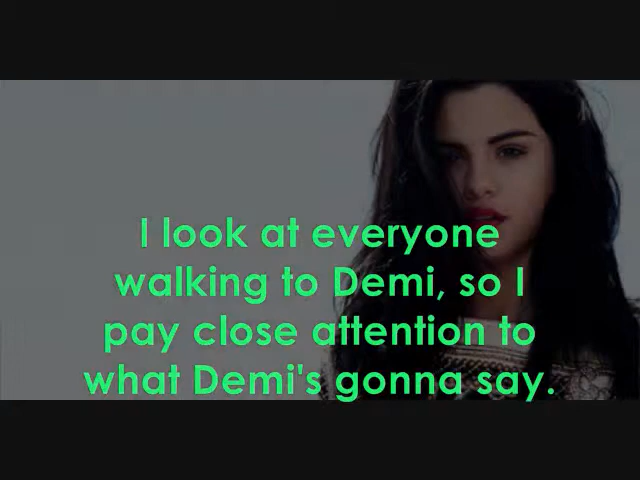 I look at everyone
walking to Demi, so I
pay close attention to
what Demi's gonna say.